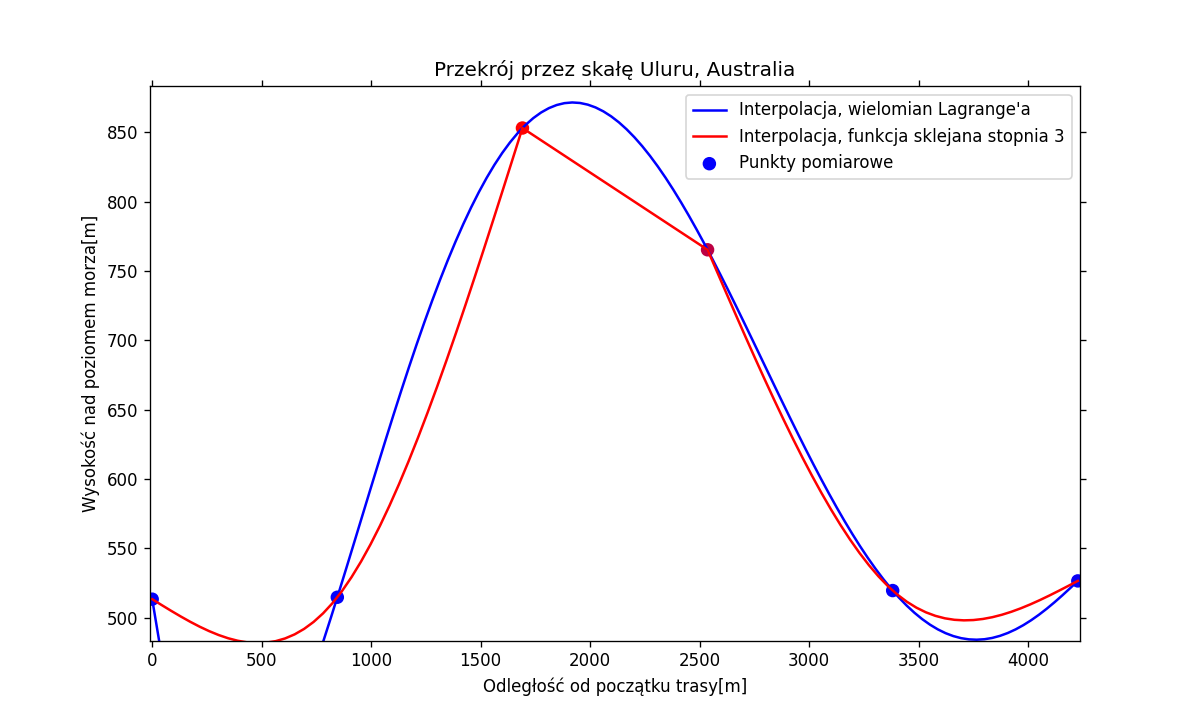 Przekrój przez skałę Uluru, Australia
Interpolacja, wielomian Lagrange'a
Interpolacja, funkcja sklejana stopnia 3
Punkty pomiarowe
Wysokość nad poziomem morza[m]
850
800
750
700
650
600
550
500
0 500 1000 1500 2000 2500 3000 3500 4000
Odległość od początku trasy[m]